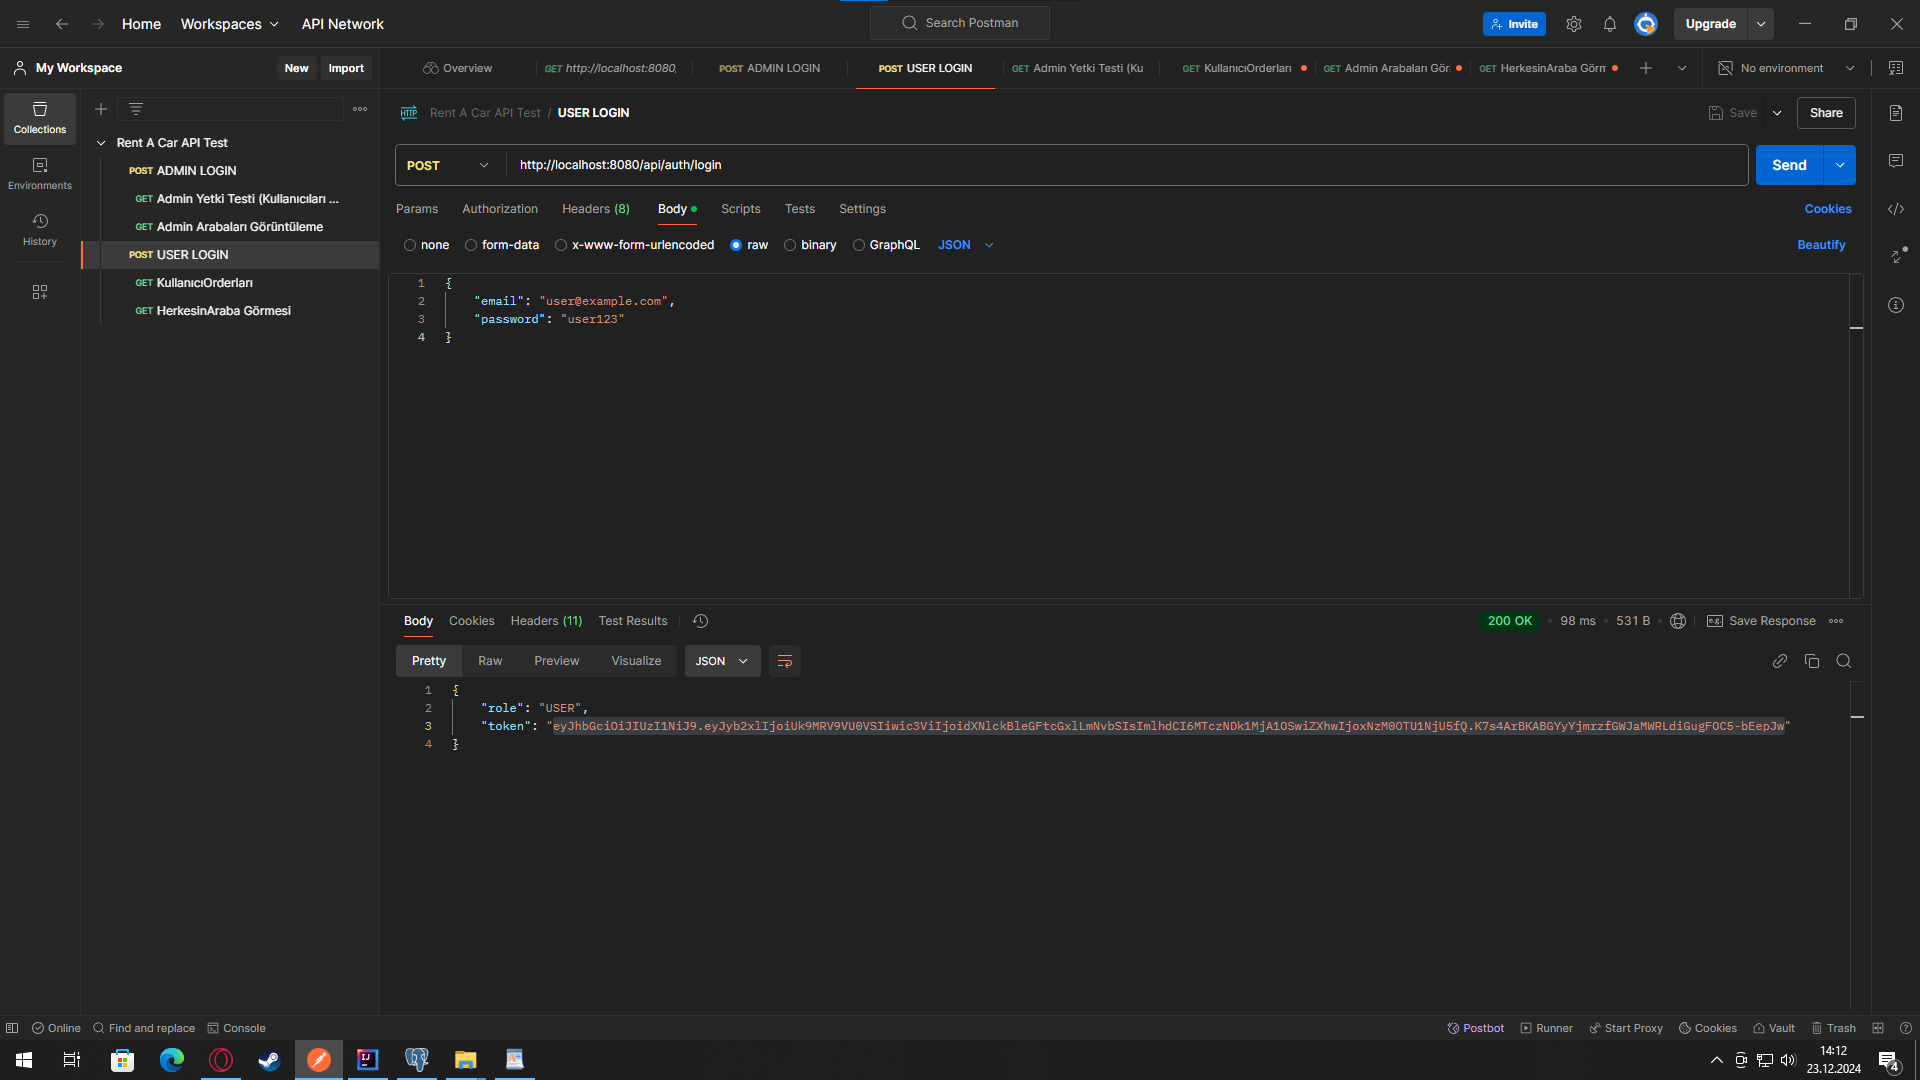 Home Workspaces API Network Search Postman Invite Upgrade
My Workspace New Import Overview GET http://localhost:8080, POST ADMIN LOGIN POST USER LOGIN GET Admin Yetki Testi (Ku GET KullanıcıOrderları GET Admin Arabaları Gör GET HerkesinAraba Görm No environment
Collections
Environments
History
Rent A Car API Test
POST ADMIN LOGIN
GET Admin Yetki Testi (Kullanıcıları ...
GET Admin Arabaları Görüntüleme
POST USER LOGIN
GET KullanıcıOrderları
GET HerkesinAraba Görmesi
HTTP Rent A Car API Test / USER LOGIN Save Share
POST http://localhost:8080/api/auth/login Send
Params Authorization Headers (8) Body Scripts Tests Settings Cookies
none form-data x-www-form-urlencoded raw binary GraphQL JSON Beautify
1 {
2 "email": "user@example.com",
3 "password": "user123"
4 }
Body Cookies Headers (11) Test Results 200 OK 98 ms 531 B Save Response
Pretty Raw Preview Visualize JSON
1 {
2 "role": "USER",
3 "token": "eyJhbGciOiJIUzI1NiJ9.eyJyb2xlIjoiUk9MRV9VU0VSIiwic3ViIjoidXNlckBleGFtcGxlLmNvbSIsImlhdCI6MTczNDk1MjA1OSwiZXhwIjoxNzM0OTU1NjU5fQ.K7s4ArBKABGYyYjmrzfGWJaMWRLdiGugFOC5-bEepJw"
4 }
Online Find and replace Console Postbot Runner Start Proxy Cookies Vault Trash
14:12
23.12.2024
4